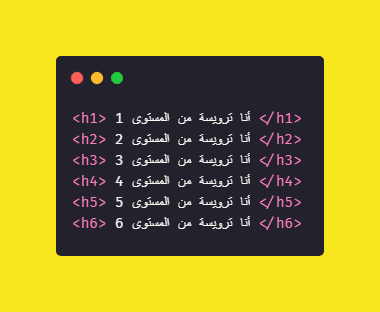 <h1> أنا ترويسة من المستوى 1 </h1>
<h2> أنا ترويسة من المستوى 2 </h2>
<h3> أنا ترويسة من المستوى 3 </h3>
<h4> أنا ترويسة من المستوى 4 </h4>
<h5> أنا ترويسة من المستوى 5 </h5>
<h6> أنا ترويسة من المستوى 6 </h6>